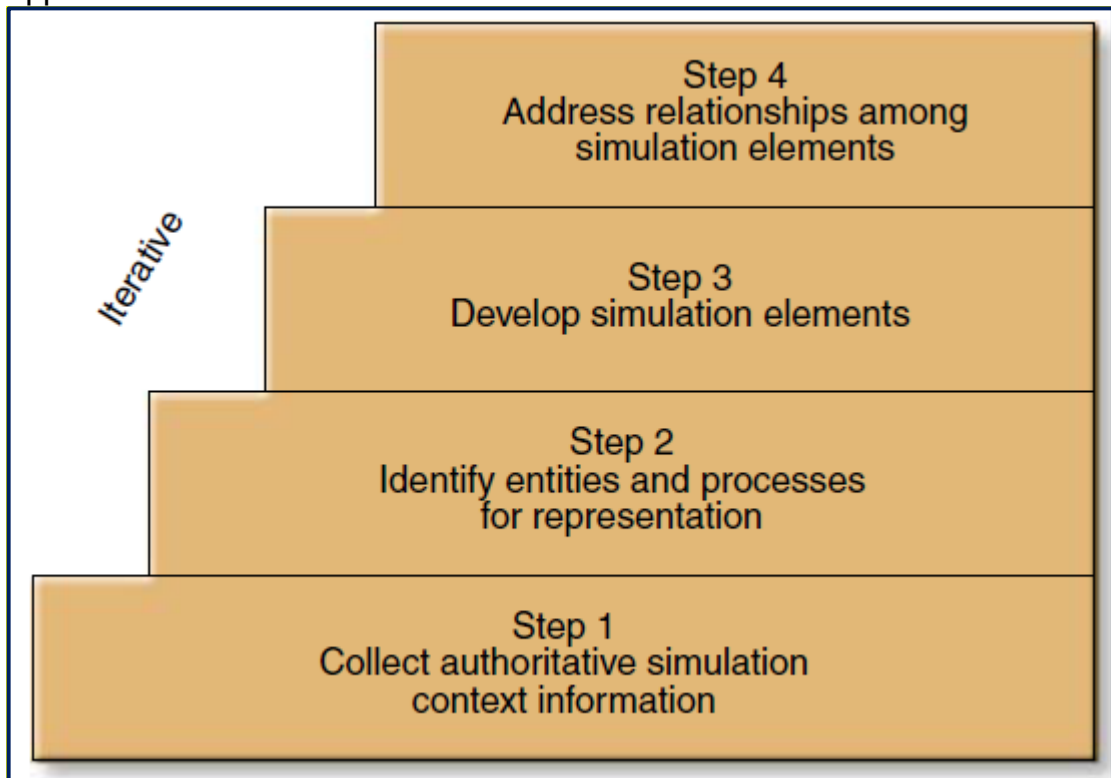 Step 4
Address relationships among
simulation elements
Iterative
Step 3
Develop simulation elements
Step 2
Identify entities and processes
for representation
Step 1
Collect authoritative simulation
context information